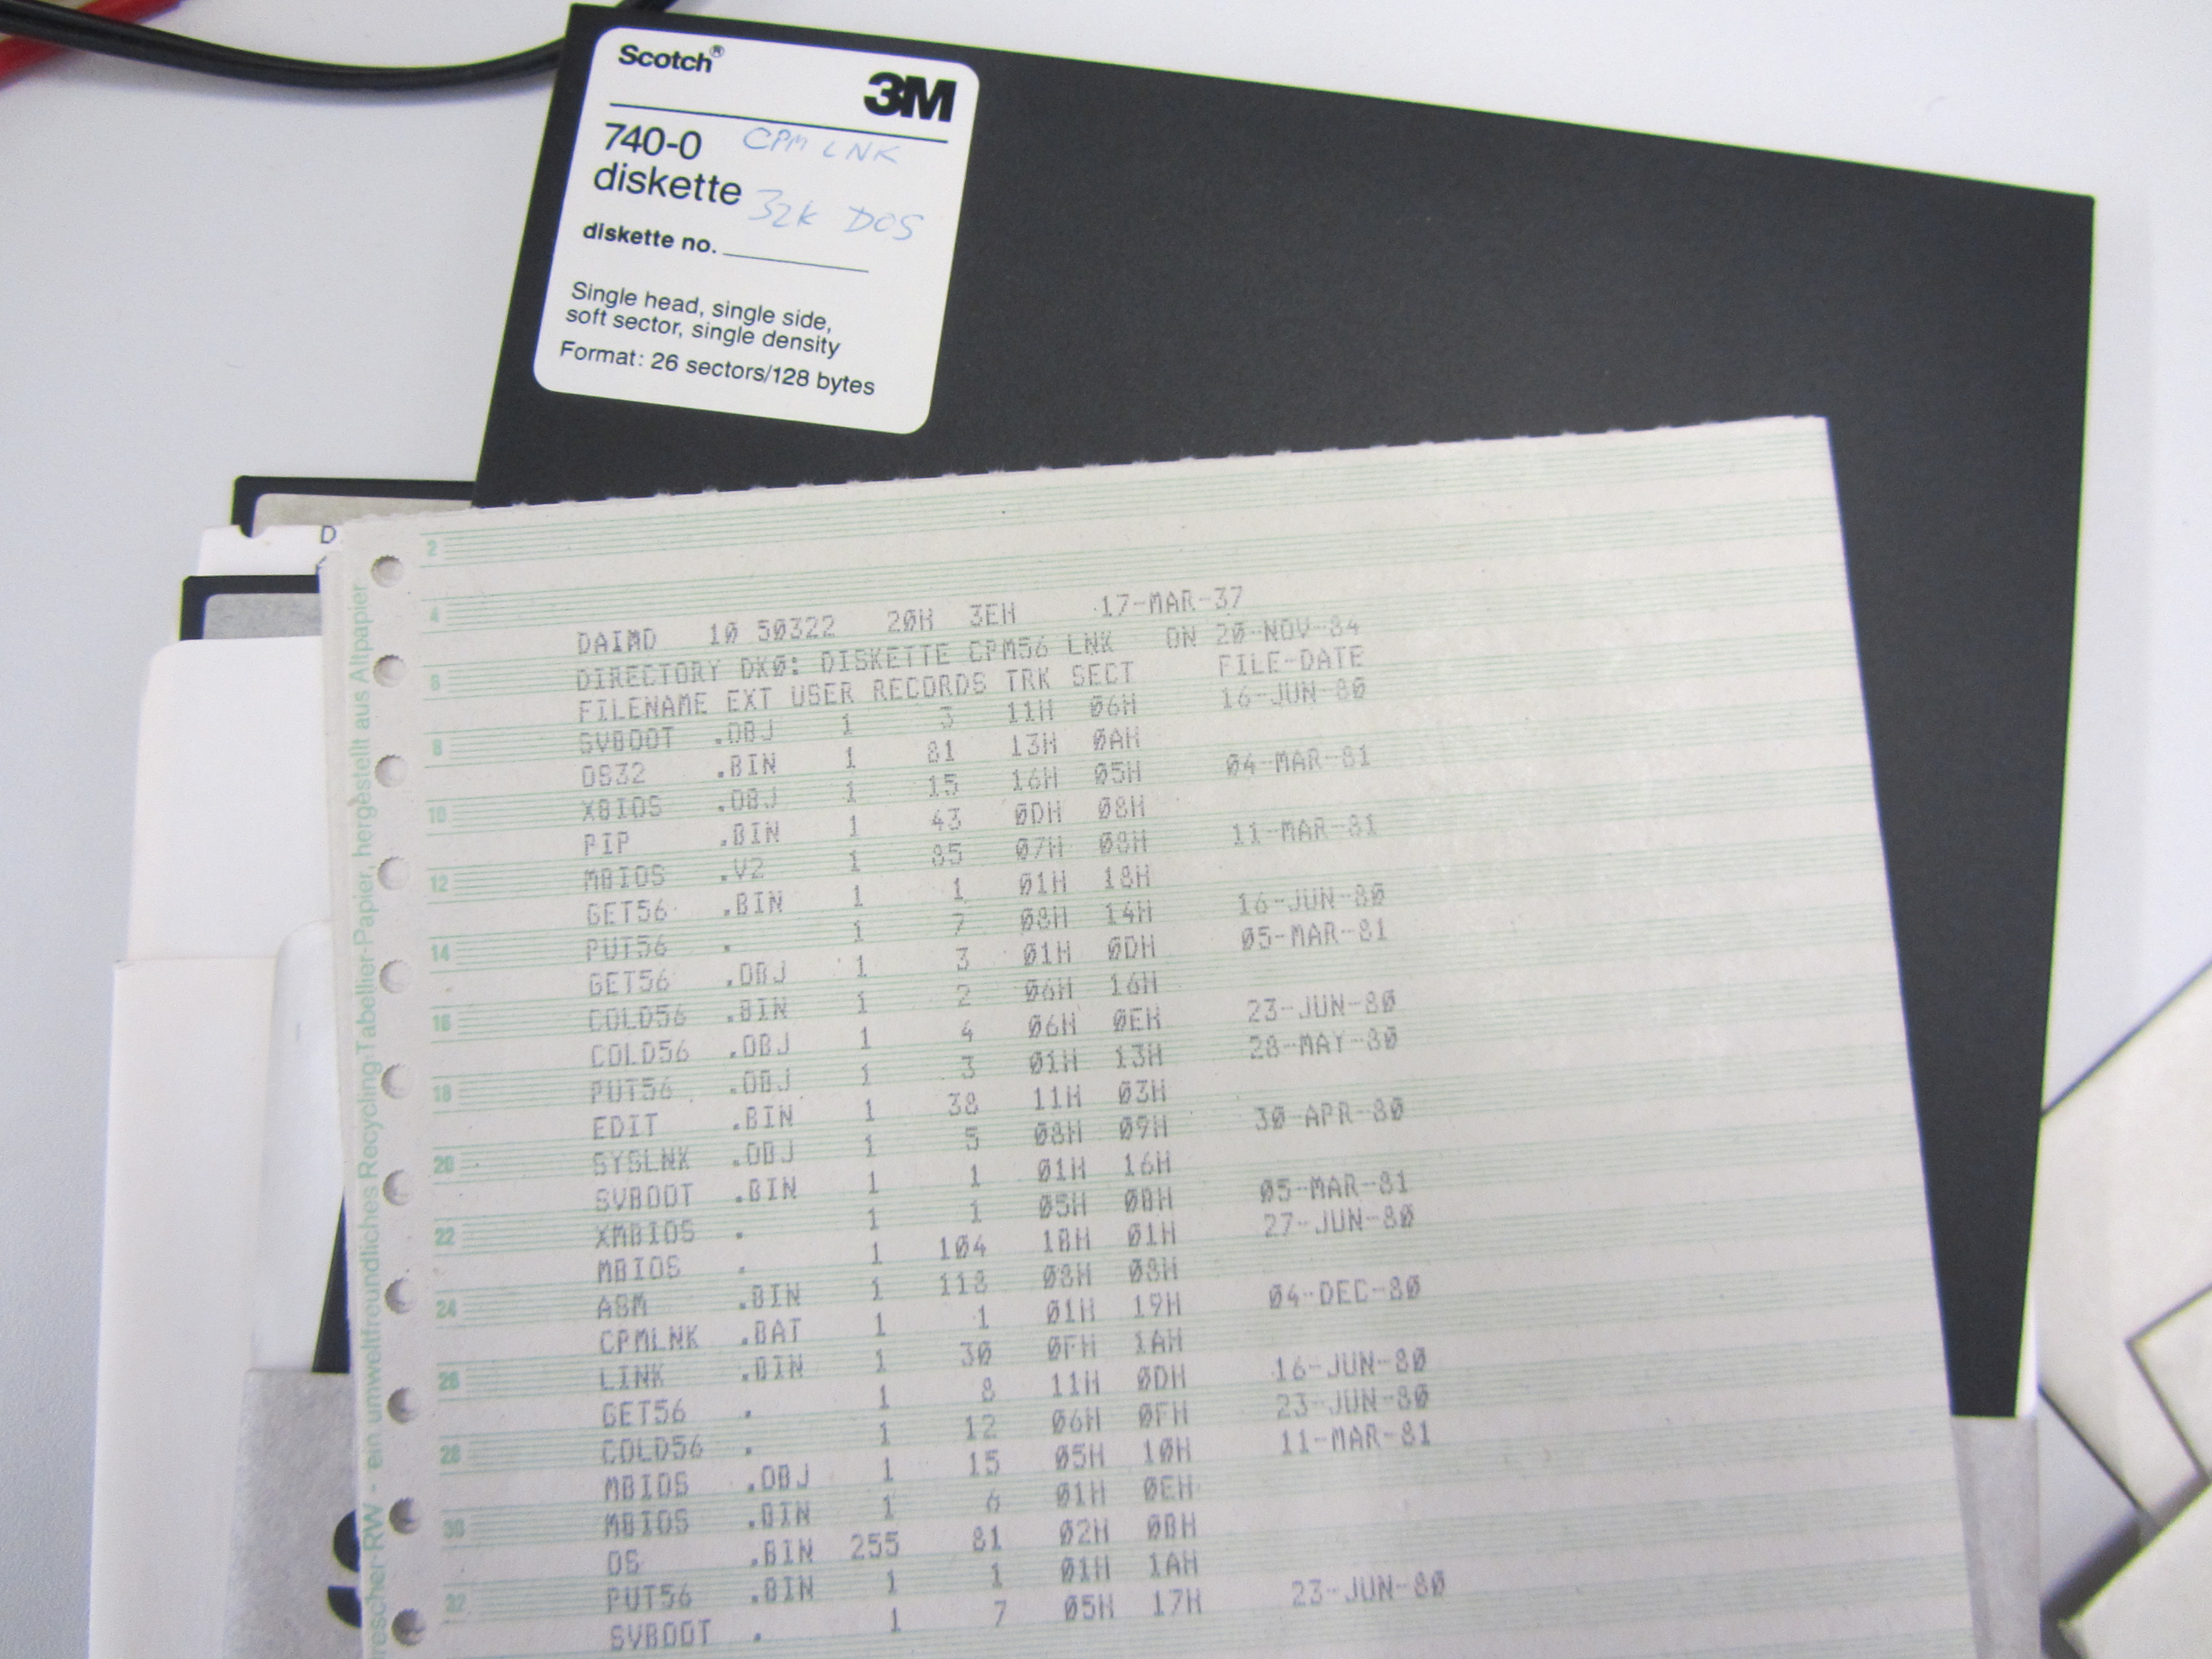 Scotch®
3M
740-0 CPM LNK
diskette 32K DOS
diskette no.
Single head, single side,
soft sector, single density
Format: 26 sectors/128 bytes
D
DAIMD 10 50322 20H 3EH 17-MAR-37
DIRECTORY DK0: DISKETTE CPM56 LNK ON 20-NOV-84
FILENAME EXT USER RECORDS TRK SECT FILE-DATE
SVBOOT .OBJ 1 3 11H 06H 16-JUN-80
OS32 .BIN 1 81 13H 0AH
XBIOS .OBJ 1 15 16H 05H 04-MAR-81
PIP .BIN 1 43 0DH 08H
MBIOS .V2 1 85 07H 08H 11-MAR-81
GET56 .BIN 1 1 01H 18H
PUT56 . 1 7 08H 14H 16-JUN-80
GET56 .OBJ 1 3 01H 0DH 05-MAR-81
COLD56 .BIN 1 2 06H 16H
COLD56 .OBJ 1 4 06H 0EH 23-JUN-80
PUT56 .OBJ 1 3 01H 13H 28-MAY-80
EDIT .BIN 1 38 11H 03H
SYSLNK .OBJ 1 5 08H 09H 30-APR-80
SVBOOT .BIN 1 1 01H 16H
XMBIOS . 1 1 05H 0BH 05-MAR-81
MBIOS . 1 104 1BH 01H 27-JUN-80
ASM .BIN 1 118 08H 08H
CPMLNK .BAT 1 1 01H 19H 04-DEC-80
LINK .BIN 1 30 0FH 1AH
GET56 . 1 8 11H 0DH 16-JUN-80
COLD56 . 1 12 06H 0FH 23-JUN-80
MBIOS .OBJ 1 15 05H 10H 11-MAR-81
MBIOS .BIN 1 6 01H 0EH
OS .BIN 255 81 02H 0BH
PUT56 .BIN 1 1 01H 1AH
SVBOOT . 1 7 05H 17H 23-JUN-80
2
4
6
8
10
12
14
16
18
20
22
24
26
28
30
32
RW - ein umweltfreundliches Recycling-Tabellier-Papier, hergestellt aus Altpapier